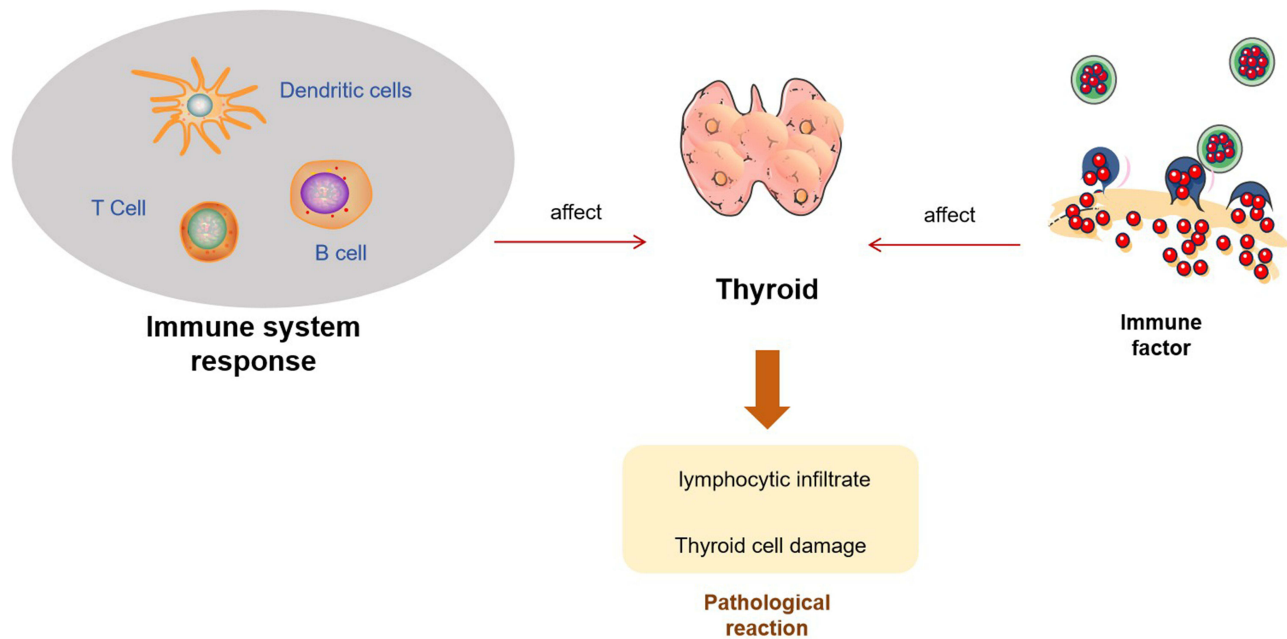 Dendritic cells
T Cell
B cell
Immune system
response
affect
Thyroid
affect
Immune
factor
lymphocytic infiltrate
Thyroid cell damage
Pathological
reaction